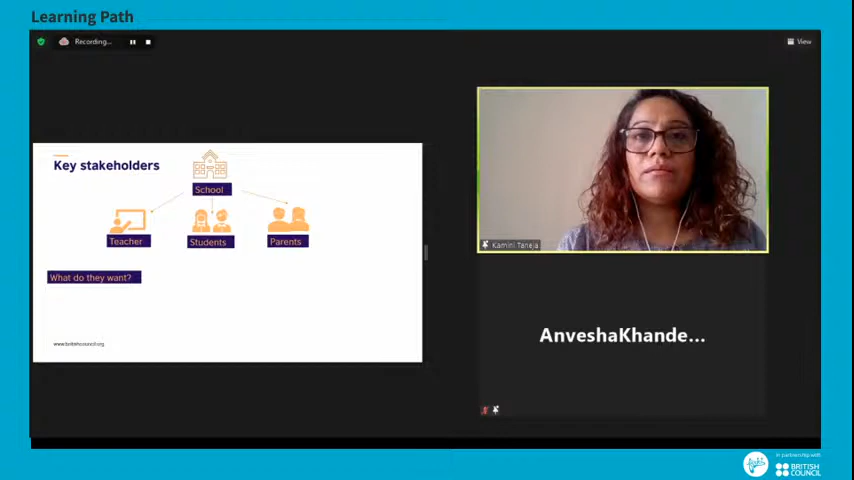 Learning Path
Recording...
View
Key stakeholders
School
Teacher
Students
Parents
What do they want?
www.britishcouncil.org
Kamini Taneja
AnveshaKhande...
in partnership with
BRITISH
COUNCIL